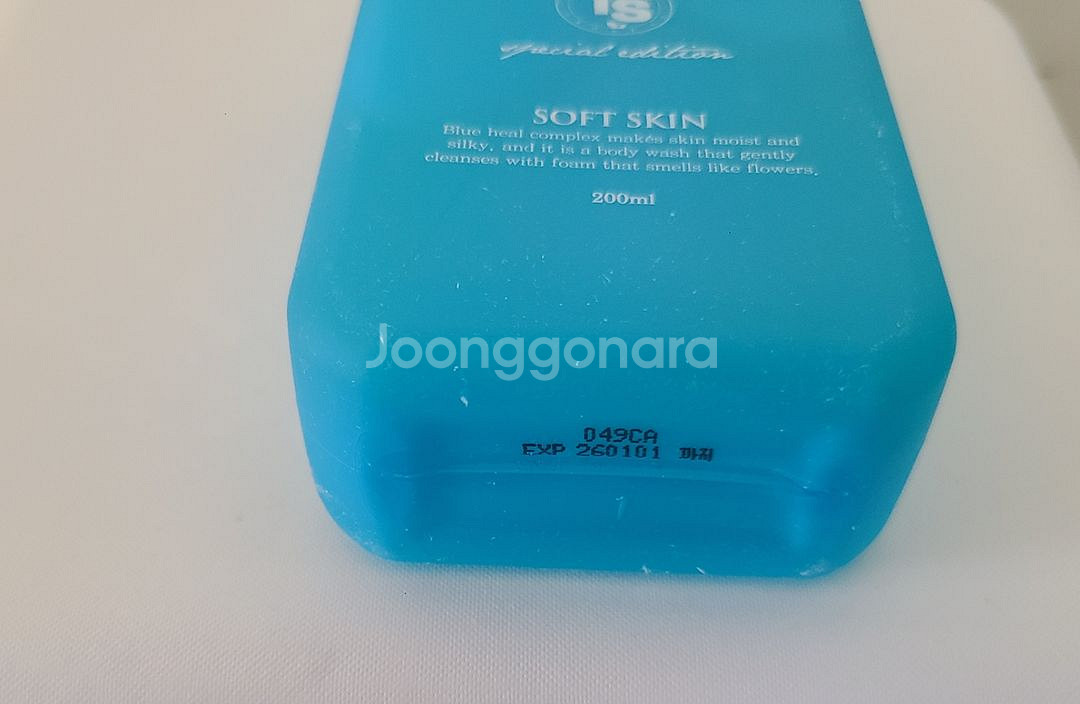 special edition
SOFT SKIN
Blue heal complex makes skin moist and
silky, and it is a body wash that gently
cleanses with foam that smells like flowers.
200ml
Joonggonara
049CA
EXP 260101 까지